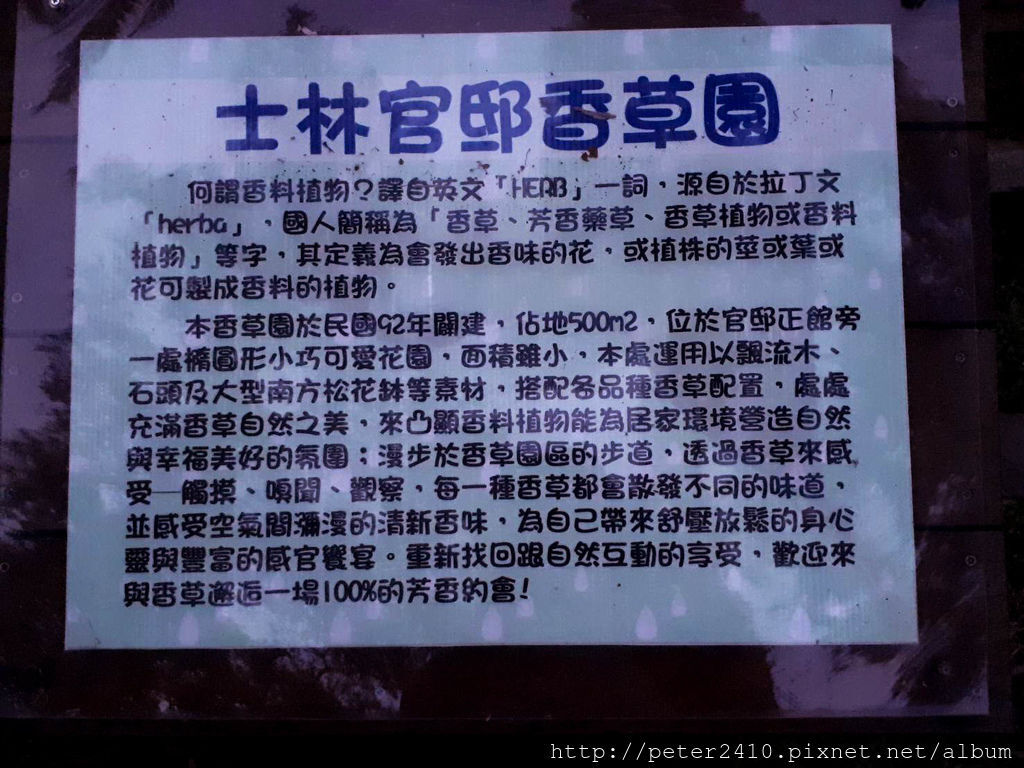 士林官邸香草園
何謂香料植物？譯自英文「HERB」一詞，源自於拉丁文
「herba」，國人簡稱為「香草、芳香藥草、香草植物或香料
植物」等字，其定義為會發出香味的花，或植株的莖或葉或
花可製成香料的植物。
本香草園於民國92年闢建，佔地500m2，位於官邸正館旁
一處橢圓形小巧可愛花園，面積雖小，本處運用以飄流木、
石頭及大型南方松花缽等素材，搭配各品種香草配置，處處
充滿香草自然之美，來凸顯香料植物能為居家環境營造自然
與幸福美好的氛圍；漫步於香草園區的步道，透過香草來感
受—觸摸、嗅聞、觀察，每一種香草都會散發不同的味道，
並感受空氣間瀰漫的清新香味，為自己帶來舒壓放鬆的身心
靈與豐富的感官饗宴。重新找回跟自然互動的享受，歡迎來
與香草邂逅一場100%的芳香約會！
http://peter2410.pixnet.net/album